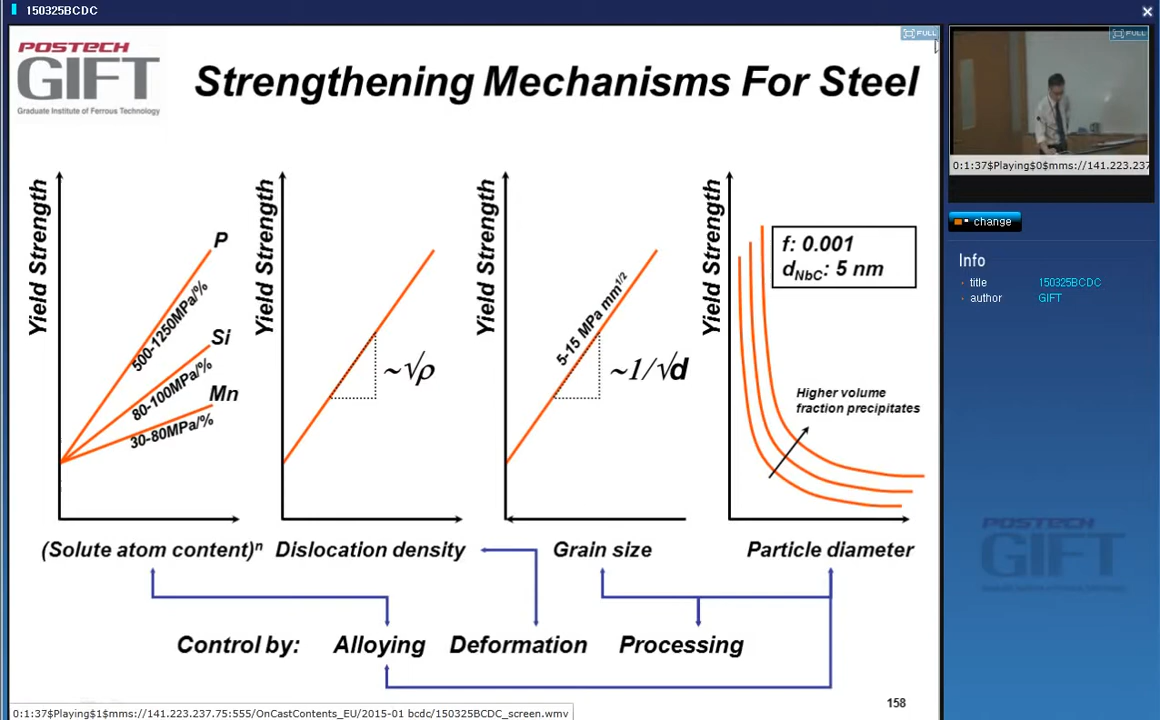 150325BCDC
FULL
POSTECH
GIFT
Graduate Institute of Ferrous Technology
Strengthening Mechanisms For Steel
Yield Strength
P
500-1250MPa/%
Si
80-100MPa/%
Mn
30-80MPa/%
(Solute atom content)ⁿ
Yield Strength
~√ρ
Dislocation density
Yield Strength
5-15 MPa mm^1/2
~1/√d
Grain size
Yield Strength
f: 0.001
d_NbC: 5 nm
Higher volume
fraction precipitates
Particle diameter
Control by: Alloying Deformation Processing
158
0:1:37$Playing$1$mms://141.223.237.75:555/OnCastContents_EU/2015-01 bcdc/150325BCDC_screen.wmv
FULL
0:1:37$Playing$0$mms://141.223.237
change
Info
title 150325BCDC
author GIFT
POSTECH
GIFT